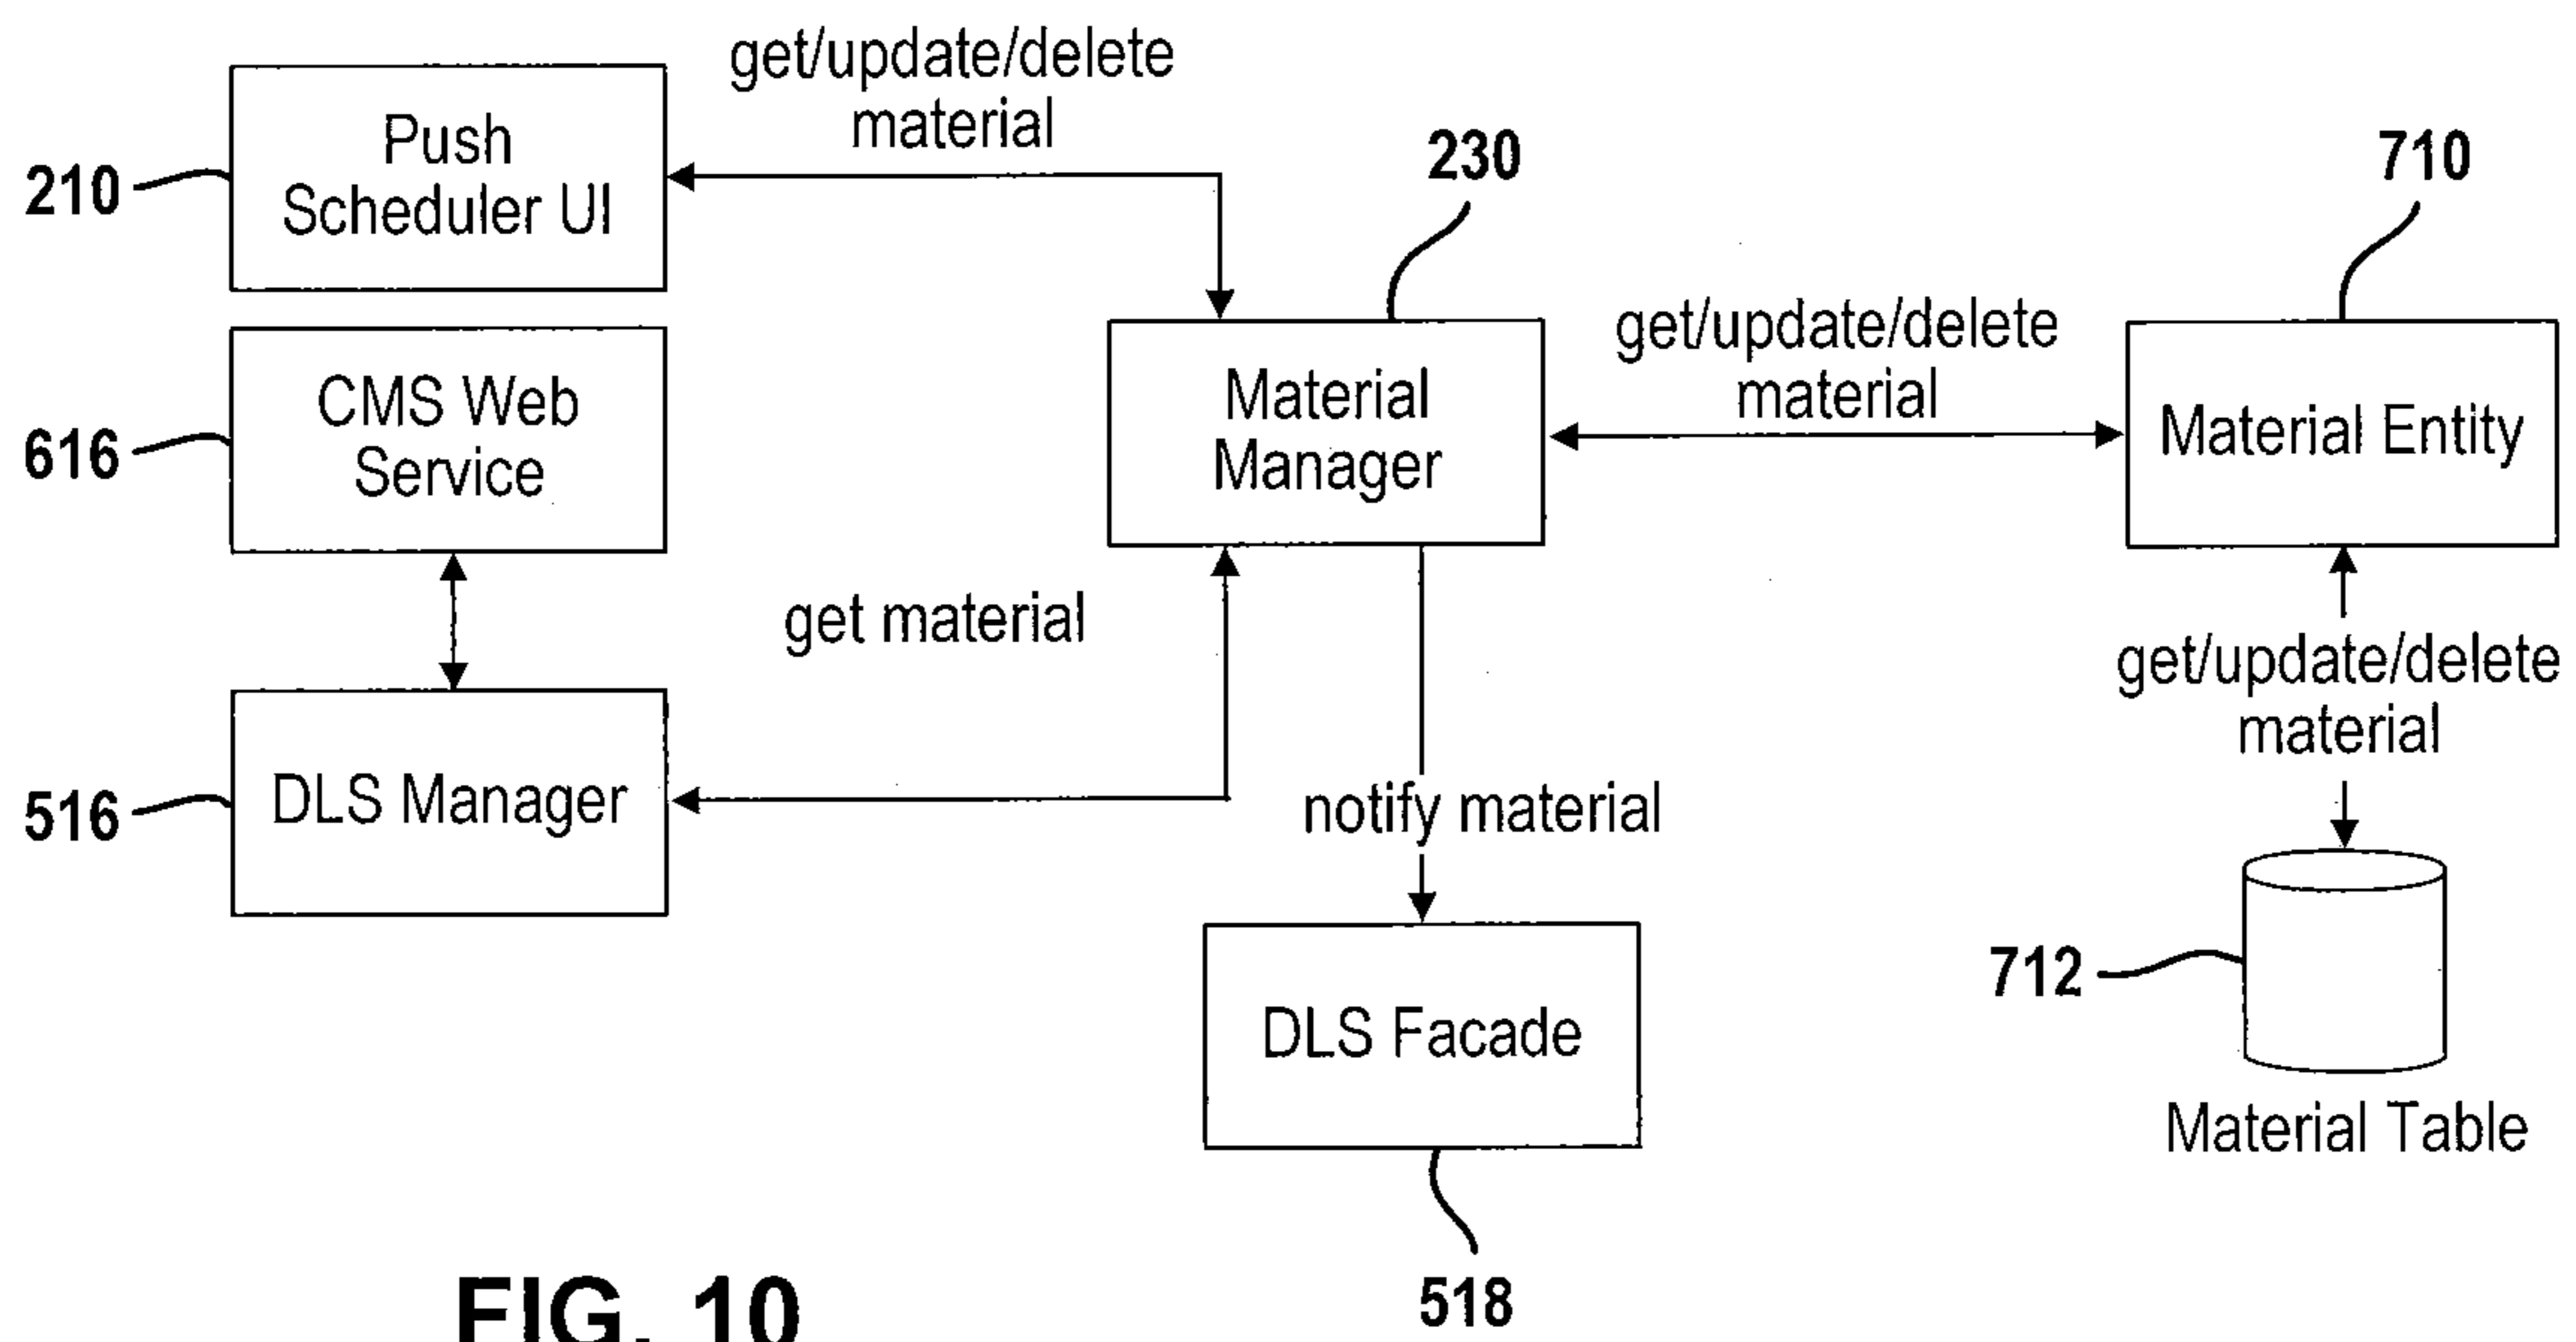 get/update/delete
material
Push
Scheduler UI
210
230
710
CMS Web
Service
616
Material
Manager
get/update/delete
material
Material Entity
get material
get/update/delete
material
DLS Manager
516
notify material
712
DLS Facade
Material Table
518
FIG. 10